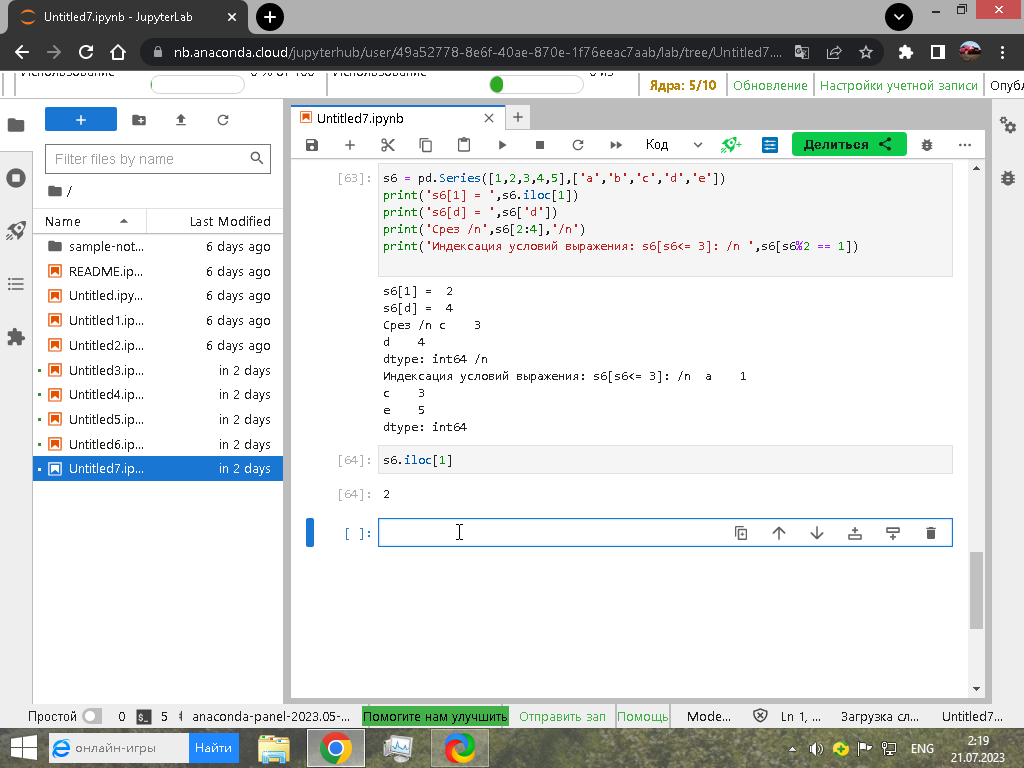 Untitled7.ipynb - JupyterLab
nb.anaconda.cloud/jupyterhub/user/49a52778-8e6f-40ae-870e-1f76eeac7aab/lab/tree/Untitled7....
Использование 0 % от 100 Использование 0 из
Ядра: 5/10 Обновление Настройки учетной записи Опубл
Untitled7.ipynb
Filter files by name
Код
Делиться
/
Name Last Modified
sample-not... 6 days ago
README.ip... 6 days ago
Untitled.ipy... 6 days ago
Untitled1.ip... 6 days ago
Untitled2.ip... 6 days ago
Untitled3.ip... in 2 days
Untitled4.ip... in 2 days
Untitled5.ip... in 2 days
Untitled6.ip... in 2 days
Untitled7.ip... in 2 days
[63]: s6 = pd.Series([1,2,3,4,5],['a','b','c','d','e'])
print('s6[1] = ',s6.iloc[1])
print('s6[d] = ',s6['d'])
print('Срез /n',s6[2:4],'/n')
print('Индексация условий выражения: s6[s6<= 3]: /n ',s6[s6%2 == 1])
s6[1] =  2
s6[d] =  4
Срез /n c    3
d    4
dtype: int64 /n
Индексация условий выражения: s6[s6<= 3]: /n  a    1
c    3
e    5
dtype: int64
[64]: s6.iloc[1]
[64]: 2
[ ]:
Простой 0 $_ 5 anaconda-panel-2023.05-... Помогите нам улучшить Отправить зап Помощь Mode... Ln 1, ... Загрузка сл... Untitled7...
онлайн-игры Найти
ENG
2:19
21.07.2023